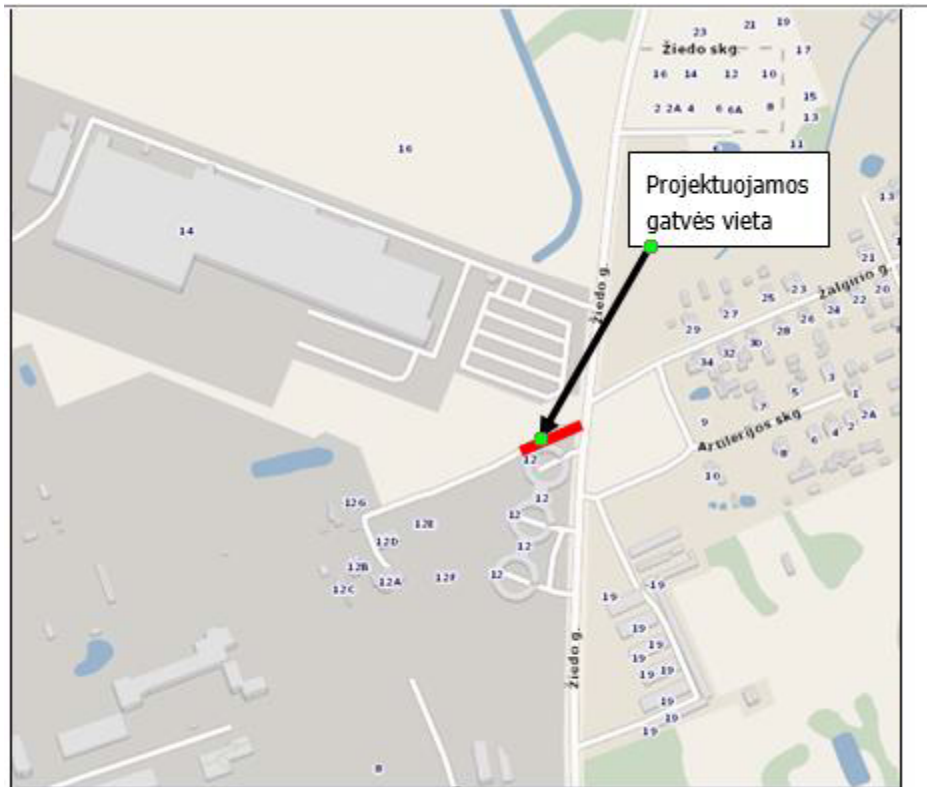 23
21
19
Žiedo skg
17
16 14 12 10
15
2 2A 4 6 6A 8
13
11
16
Projektuojamos
gatvės vieta
13
21
14
Žiedo g.
Žalgirio g.
20
23
22
25
24
27
26
29
28
30
32
34
3
5
1
7
2A
9
2
Artilerijos skg
4
6
8
10
12
12
12
12
12
12G
12E
12D
12B
12A
12F
12C
19
19
19
19
19
19
19
19
19
19
Žiedo g.
8